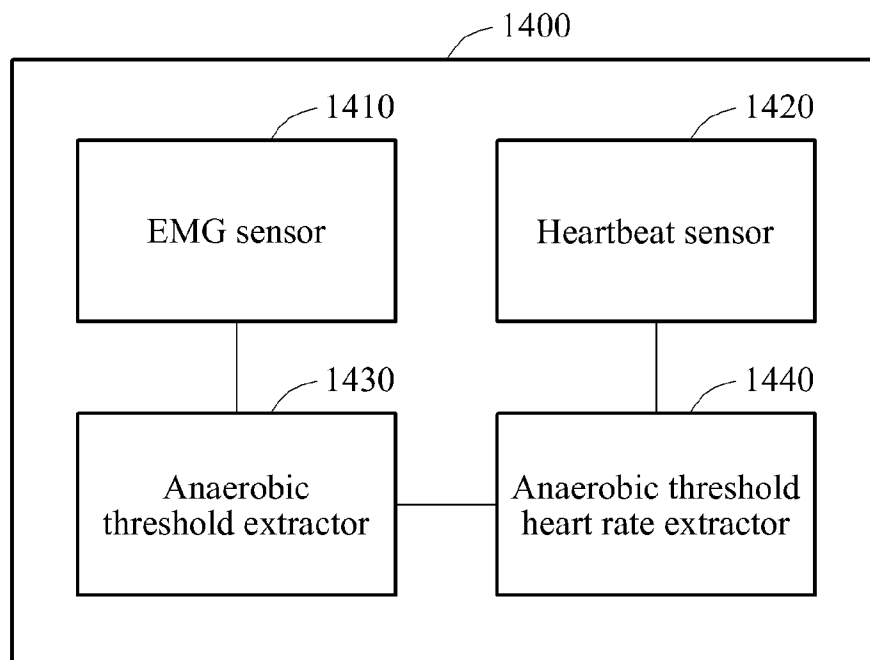 1400
1410
1420
EMG sensor
Heartbeat sensor
1430
1440
Anaerobic
threshold extractor
Anaerobic threshold
heart rate extractor